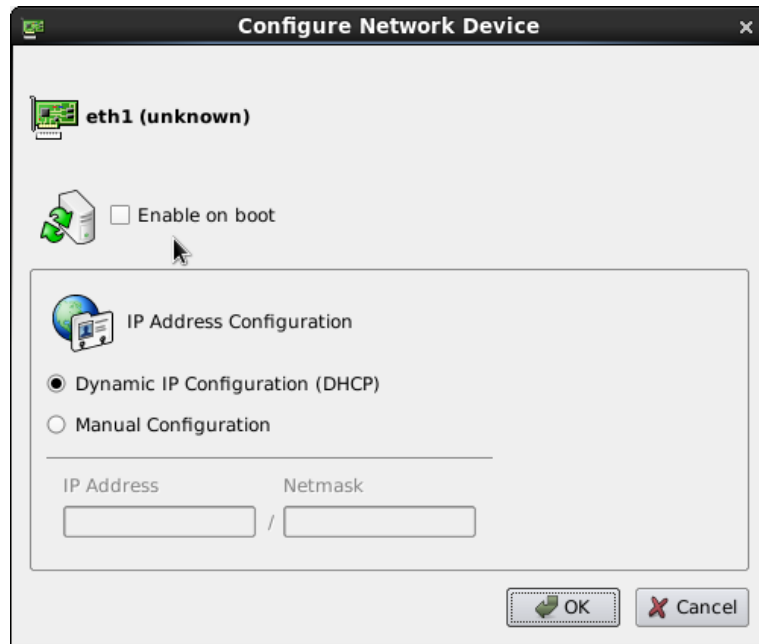 Configure Network Device
eth1 (unknown)
Enable on boot
IP Address Configuration
Dynamic IP Configuration (DHCP)
Manual Configuration
IP Address Netmask
/
OK Cancel